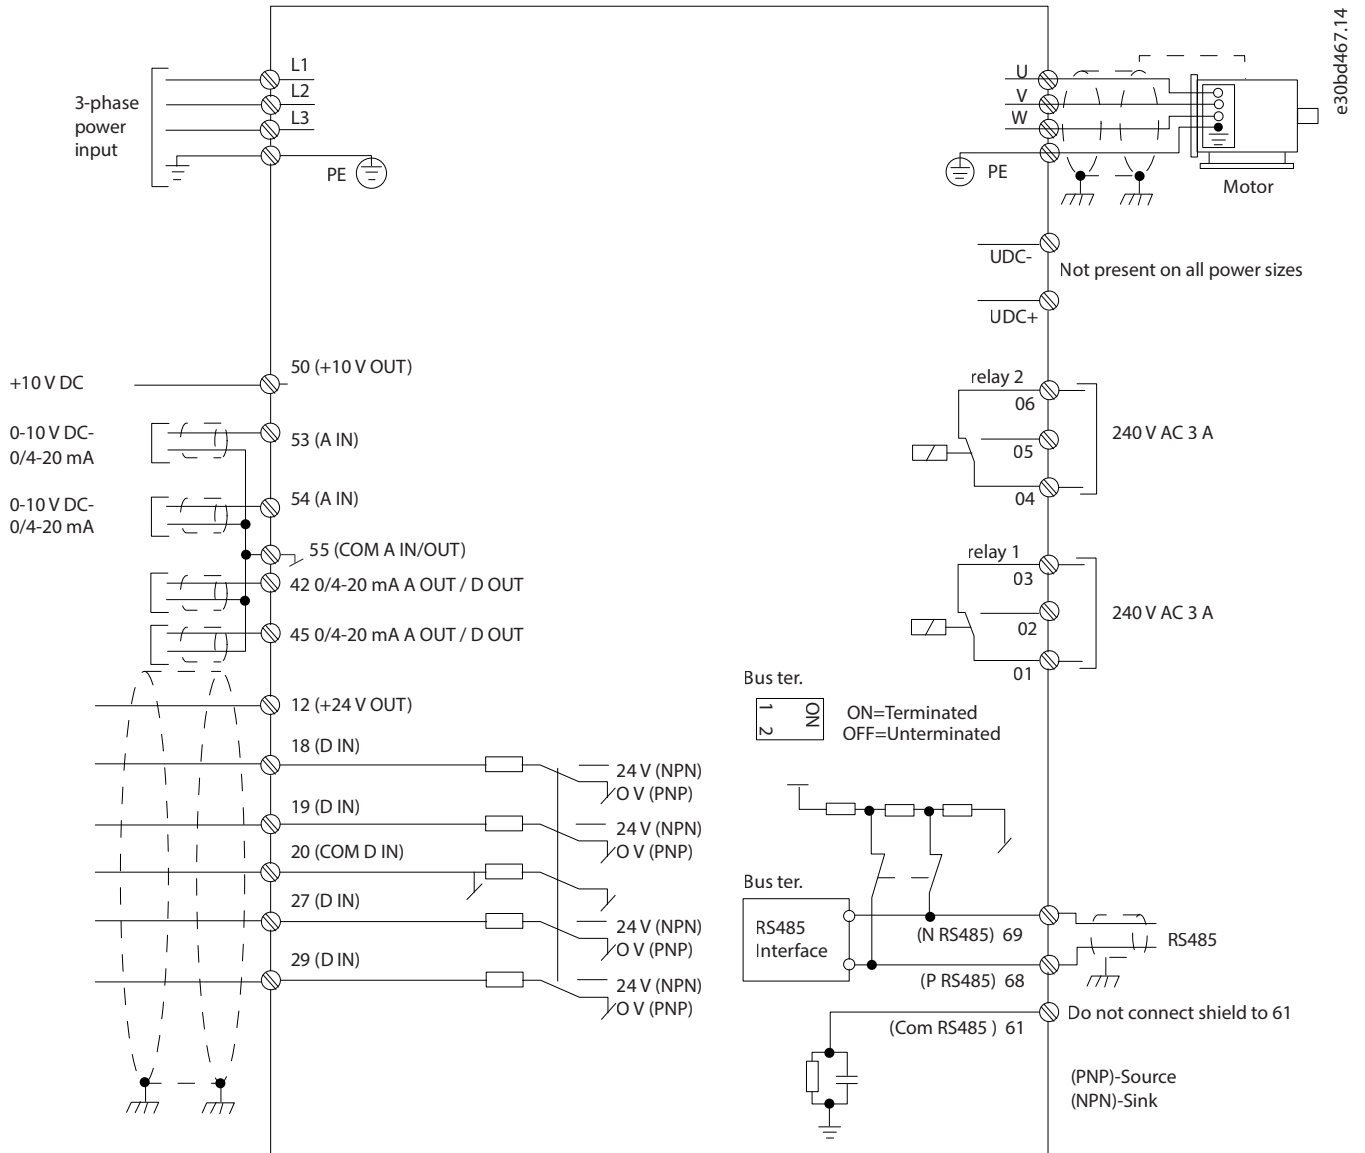 e30bd467.14
3-phase
power
input
L1
L2
L3
PE
U
V
W
PE
Motor
UDC-
Not present on all power sizes
UDC+
+10 V DC
50 (+10 V OUT)
0-10 V DC-
0/4-20 mA
53 (A IN)
0-10 V DC-
0/4-20 mA
54 (A IN)
55 (COM A IN/OUT)
42 0/4-20 mA A OUT / D OUT
45 0/4-20 mA A OUT / D OUT
12 (+24 V OUT)
18 (D IN)
24 V (NPN)
O V (PNP)
19 (D IN)
24 V (NPN)
O V (PNP)
20 (COM D IN)
27 (D IN)
24 V (NPN)
O V (PNP)
29 (D IN)
24 V (NPN)
O V (PNP)
relay 2
06
05
04
240 V AC 3 A
relay 1
03
02
01
240 V AC 3 A
Bus ter.
1
2
ON
ON=Terminated
OFF=Unterminated
Bus ter.
RS485
Interface
(N RS485) 69
RS485
(P RS485) 68
(Com RS485 ) 61
Do not connect shield to 61
(PNP)-Source
(NPN)-Sink